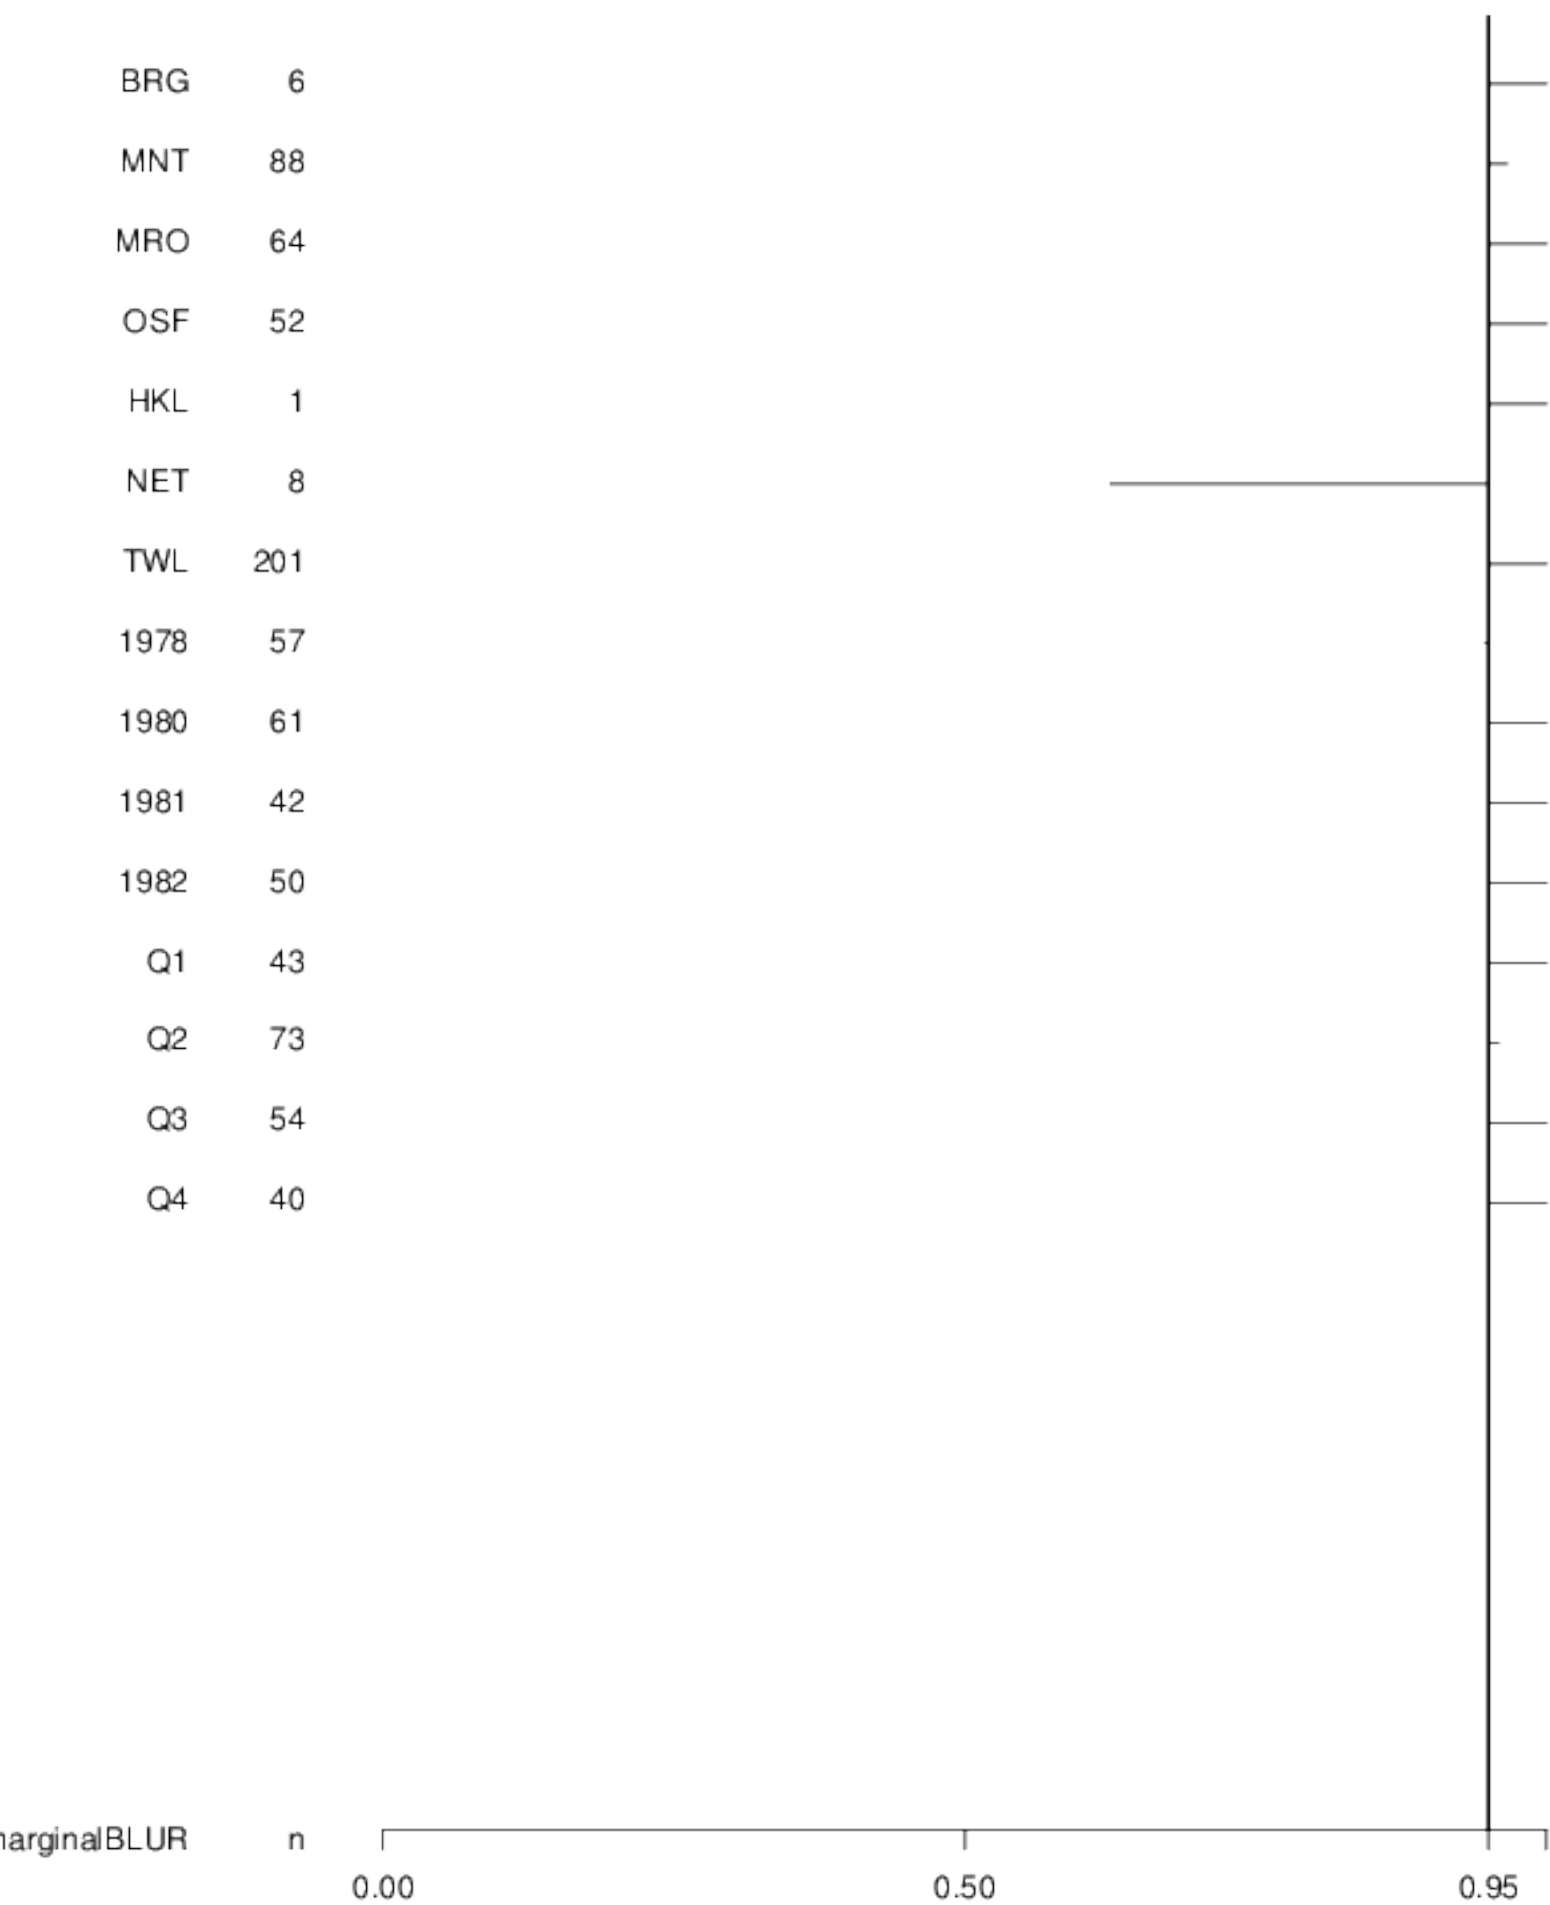 BRG 6
MNT 88
MRO 64
OSF 52
HKL 1
NET 8
TWL 201
1978 57
1980 61
1981 42
1982 50
Q1 43
Q2 73
Q3 54
Q4 40
BLUR n
0.00 0.50 0.95